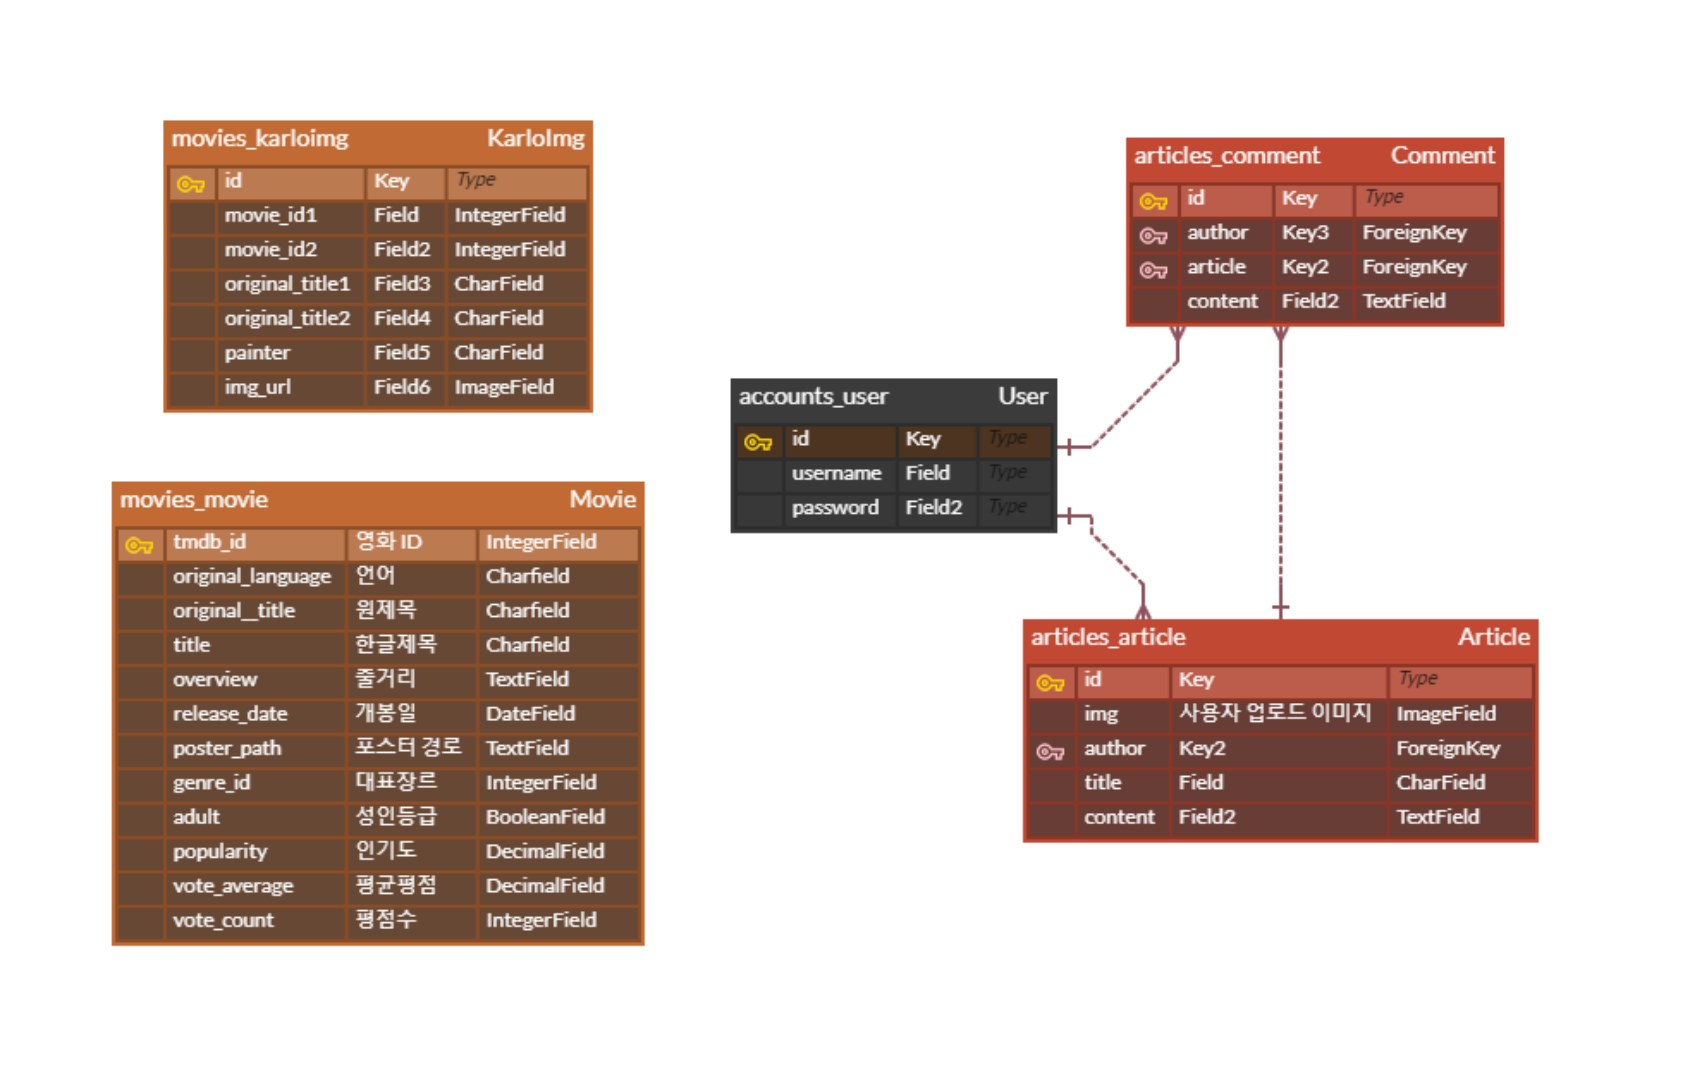 movies_karloimg KarloImg
id Key Type
movie_id1 Field IntegerField
movie_id2 Field2 IntegerField
original_title1 Field3 CharField
original_title2 Field4 CharField
painter Field5 CharField
img_url Field6 ImageField
movies_movie Movie
tmdb_id 영화 ID IntegerField
original_language 언어 Charfield
original__title 원제목 Charfield
title 한글제목 Charfield
overview 줄거리 TextField
release_date 개봉일 DateField
poster_path 포스터 경로 TextField
genre_id 대표장르 IntegerField
adult 성인등급 BooleanField
popularity 인기도 DecimalField
vote_average 평균평점 DecimalField
vote_count 평점수 IntegerField
accounts_user User
id Key Type
username Field Type
password Field2 Type
articles_comment Comment
id Key Type
author Key3 ForeignKey
article Key2 ForeignKey
content Field2 TextField
articles_article Article
id Key Type
img 사용자 업로드 이미지 ImageField
author Key2 ForeignKey
title Field CharField
content Field2 TextField